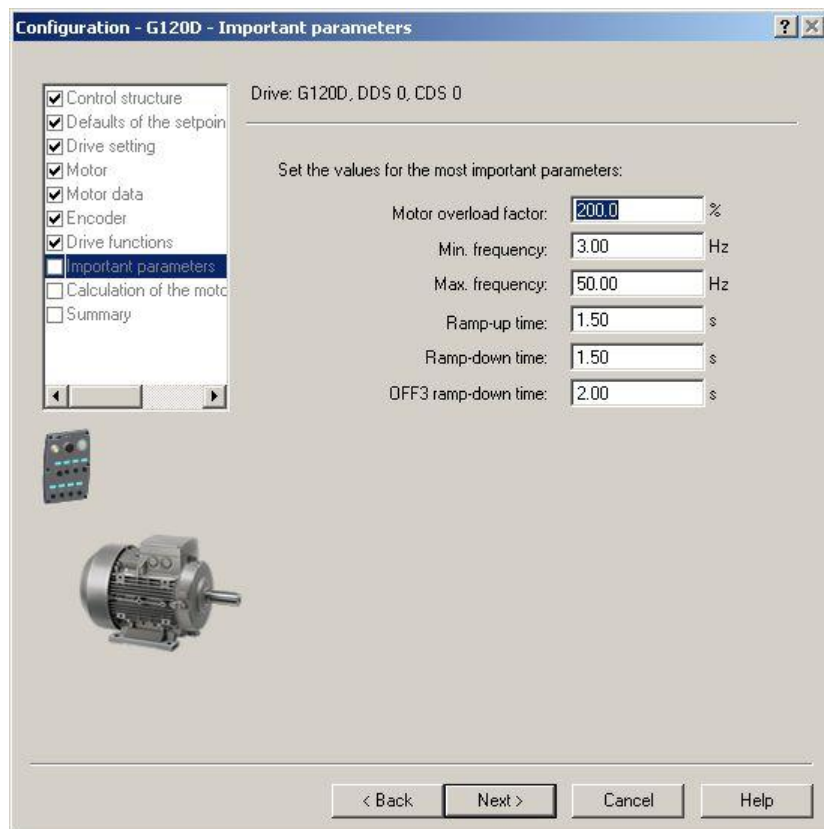 Configuration - G120D - Important parameters
Control structure
Defaults of the setpoin
Drive setting
Motor
Motor data
Encoder
Drive functions
Important parameters
Calculation of the motc
Summary
Drive: G120D, DDS 0, CDS 0
Set the values for the most important parameters:
Motor overload factor: 200.0 %
Min. frequency: 3.00 Hz
Max. frequency: 50.00 Hz
Ramp-up time: 1.50 s
Ramp-down time: 1.50 s
OFF3 ramp-down time: 2.00 s
< Back Next > Cancel Help